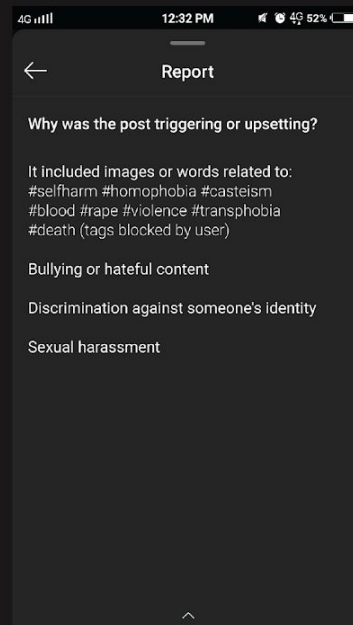 4G 12:32 PM 4G 52%
Report
Why was the post triggering or upsetting?
It included images or words related to:
#selfharm #homophobia #casteism
#blood #rape #violence #transphobia
#death (tags blocked by user)
Bullying or hateful content
Discrimination against someone's identity
Sexual harassment